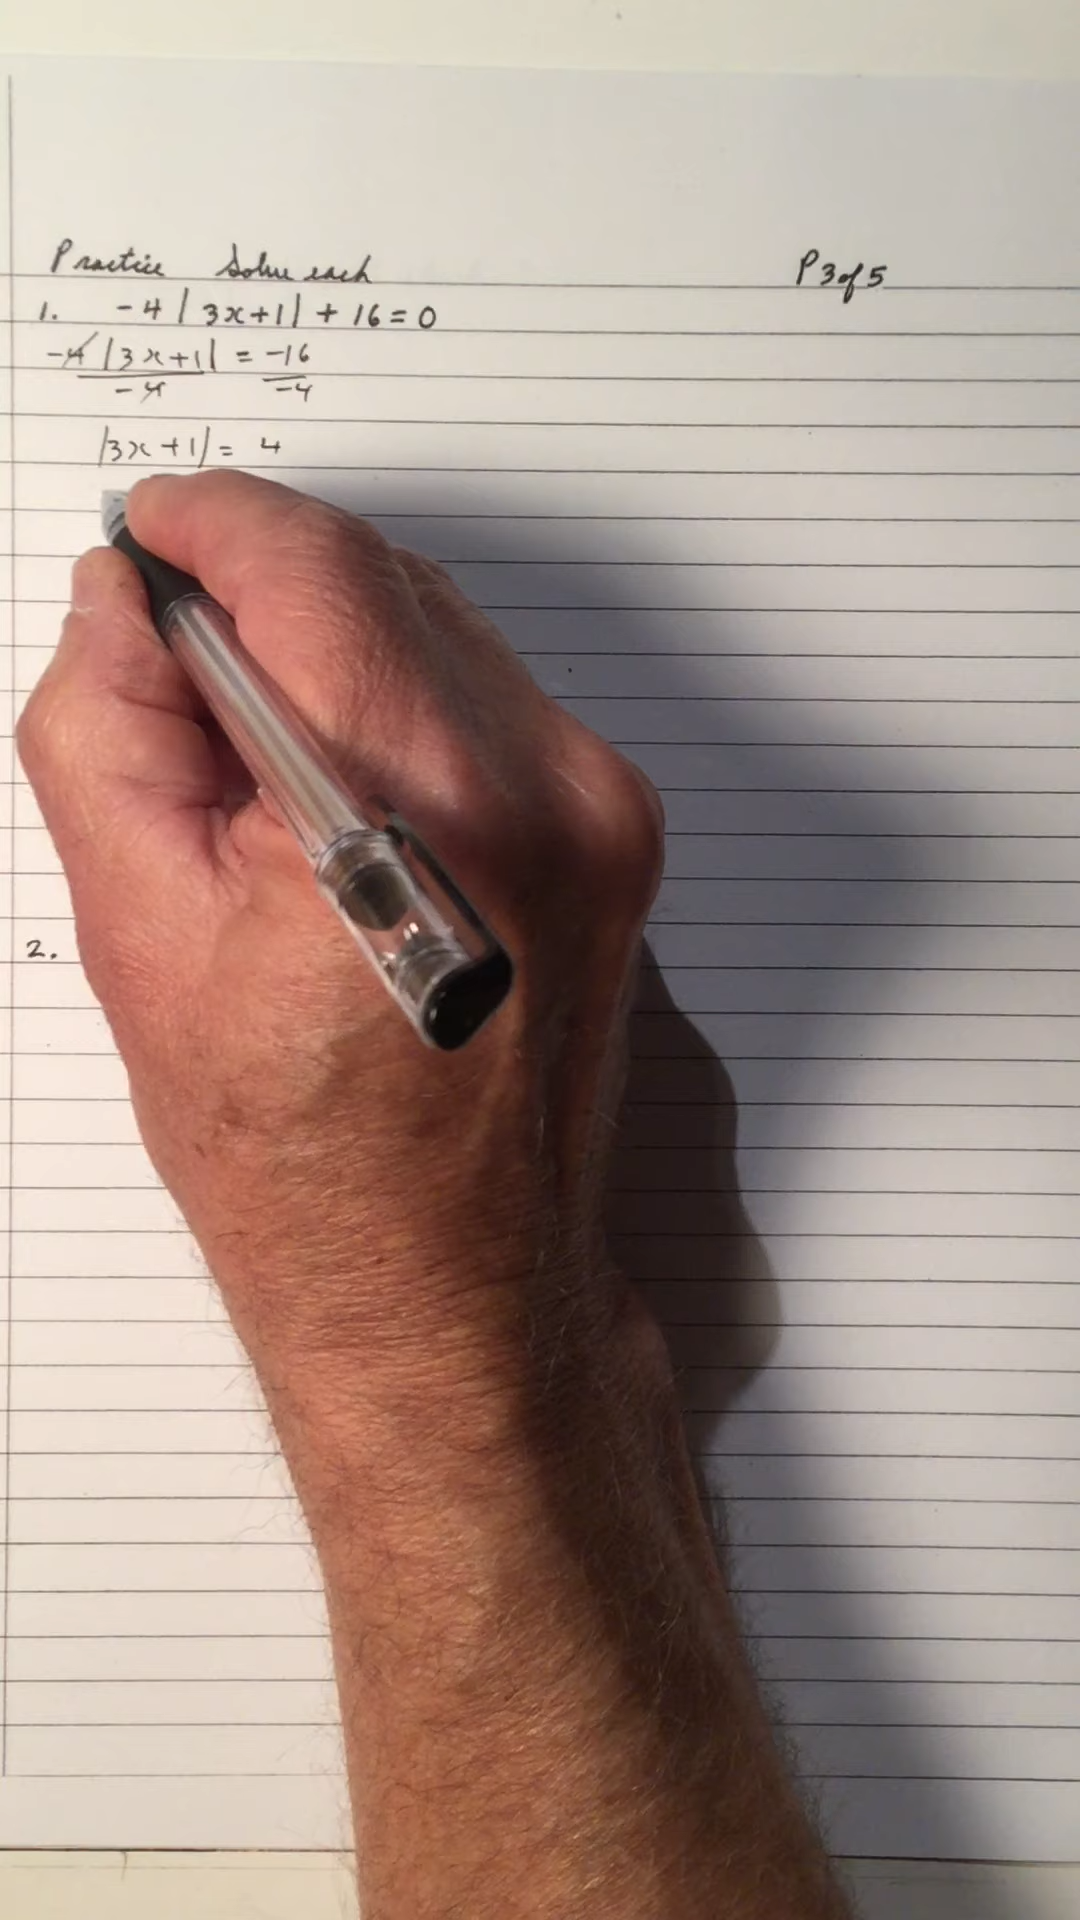 Practice Solve each P 3 of 5
1. -4 | 3x+1 | + 16 = 0
-4 |3x+1| = -16
-4 -4
|3x+1| = 4
2.